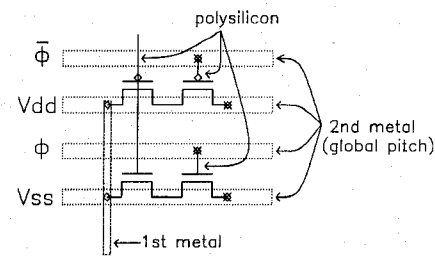 polysilicon
Φ̅
Vdd
Φ
2nd metal
(global pitch)
Vss
1st metal